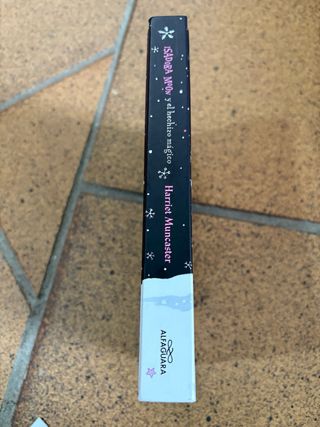 ISADORA MOON y el hechizo mágico
Harriet Muncaster
ALFAGUARA